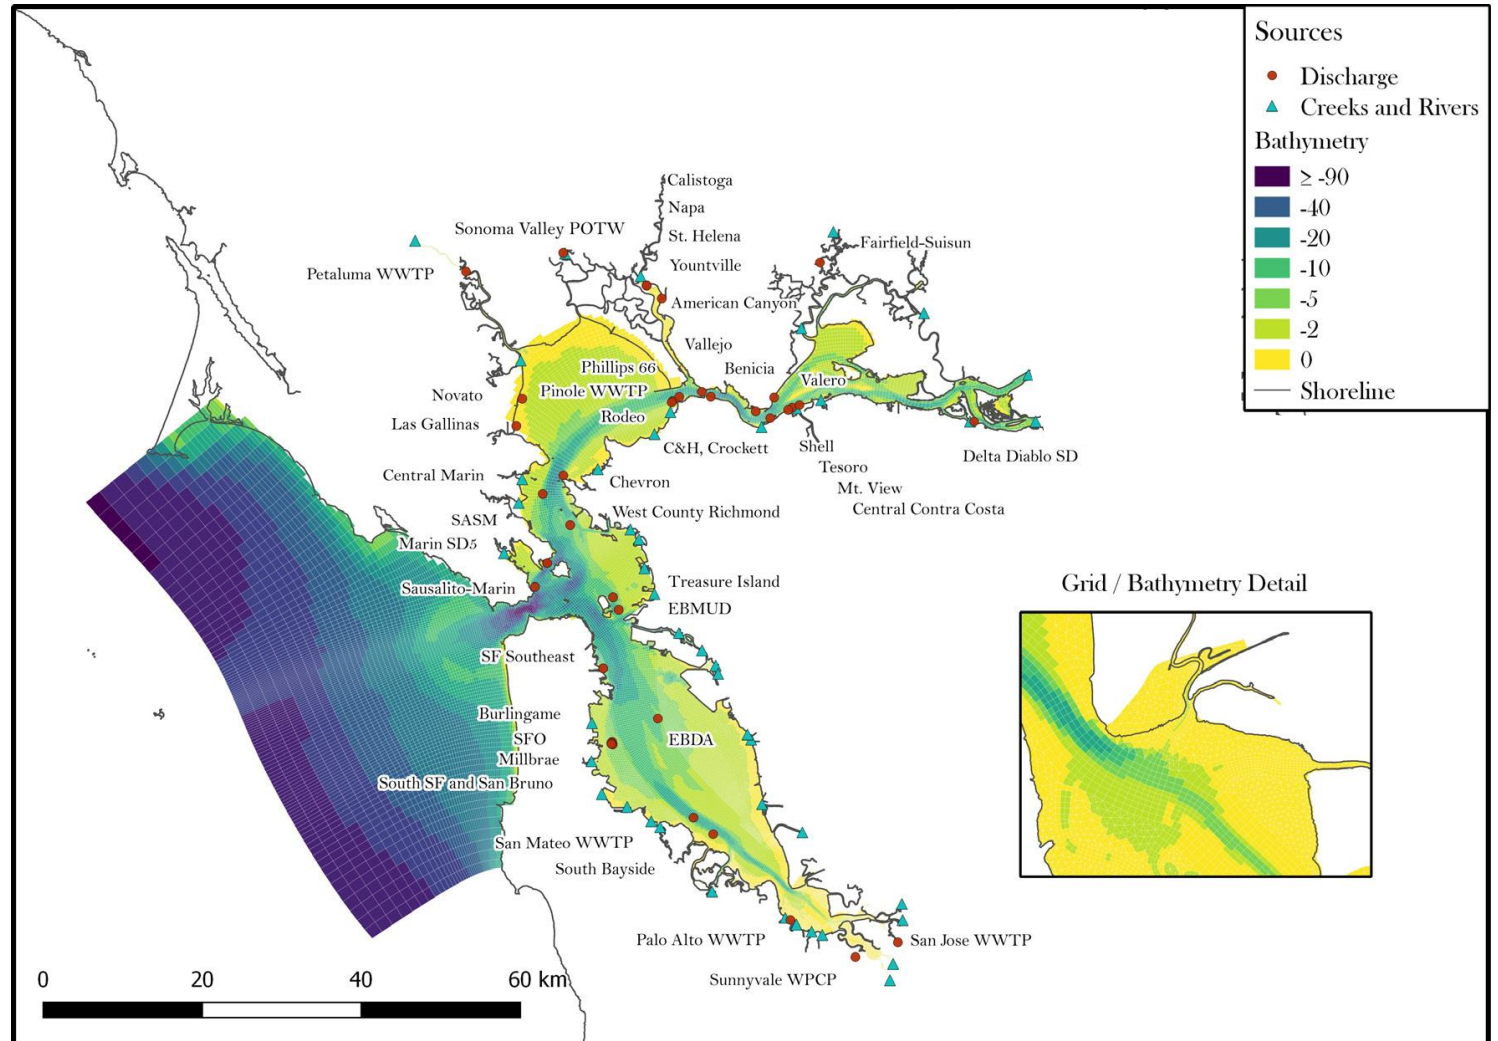 Sources
Discharge
Creeks and Rivers
Bathymetry
≥ -90
-40
-20
-10
-5
-2
0
Shoreline
Calistoga
Napa
St. Helena
Yountville
American Canyon
Sonoma Valley POTW
Petaluma WWTP
Fairfield-Suisun
Vallejo
Benicia
Phillips 66
Pinole WWTP
Rodeo
Valero
Novato
Las Gallinas
C&H, Crockett
Shell
Tesoro
Mt. View
Central Contra Costa
Delta Diablo SD
Central Marin
Chevron
SASM
West County Richmond
Marin SD5
Sausalito-Marin
Treasure Island
EBMUD
SF Southeast
Burlingame
SFO
Millbrae
South SF and San Bruno
EBDA
San Mateo WWTP
South Bayside
Palo Alto WWTP
San Jose WWTP
Sunnyvale WPCP
Grid / Bathymetry Detail
0 20 40 60 km